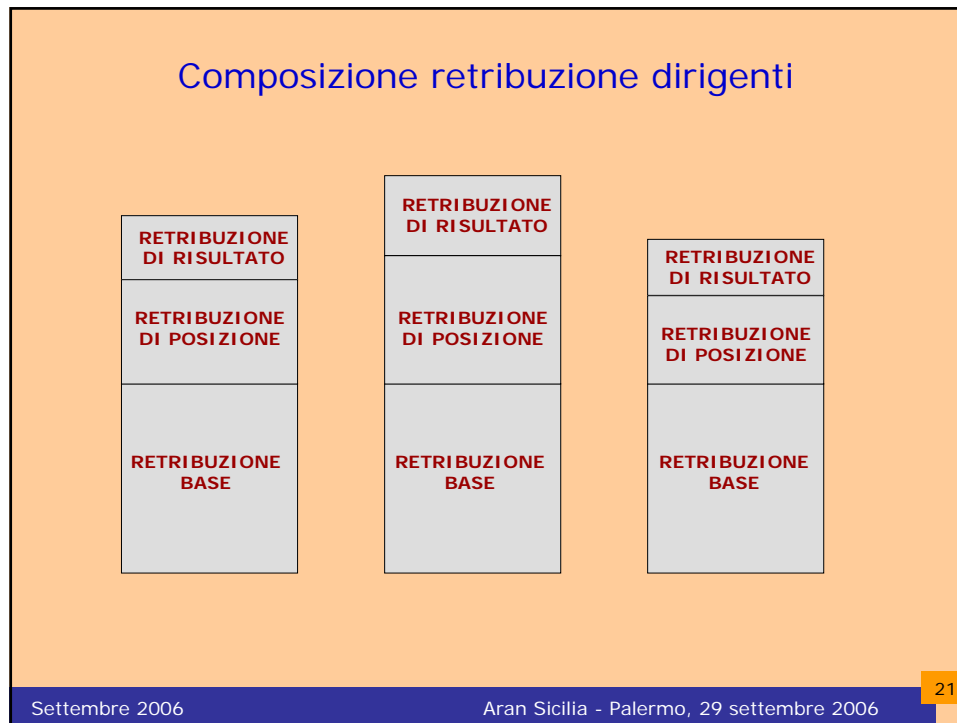 Composizione retribuzione dirigenti
RETRIBUZIONE
DI RISULTATO
RETRIBUZIONE
DI POSIZIONE
RETRIBUZIONE
BASE
RETRIBUZIONE
DI RISULTATO
RETRIBUZIONE
DI POSIZIONE
RETRIBUZIONE
BASE
RETRIBUZIONE
DI RISULTATO
RETRIBUZIONE
DI POSIZIONE
RETRIBUZIONE
BASE
Settembre 2006
Aran Sicilia - Palermo, 29 settembre 2006
21